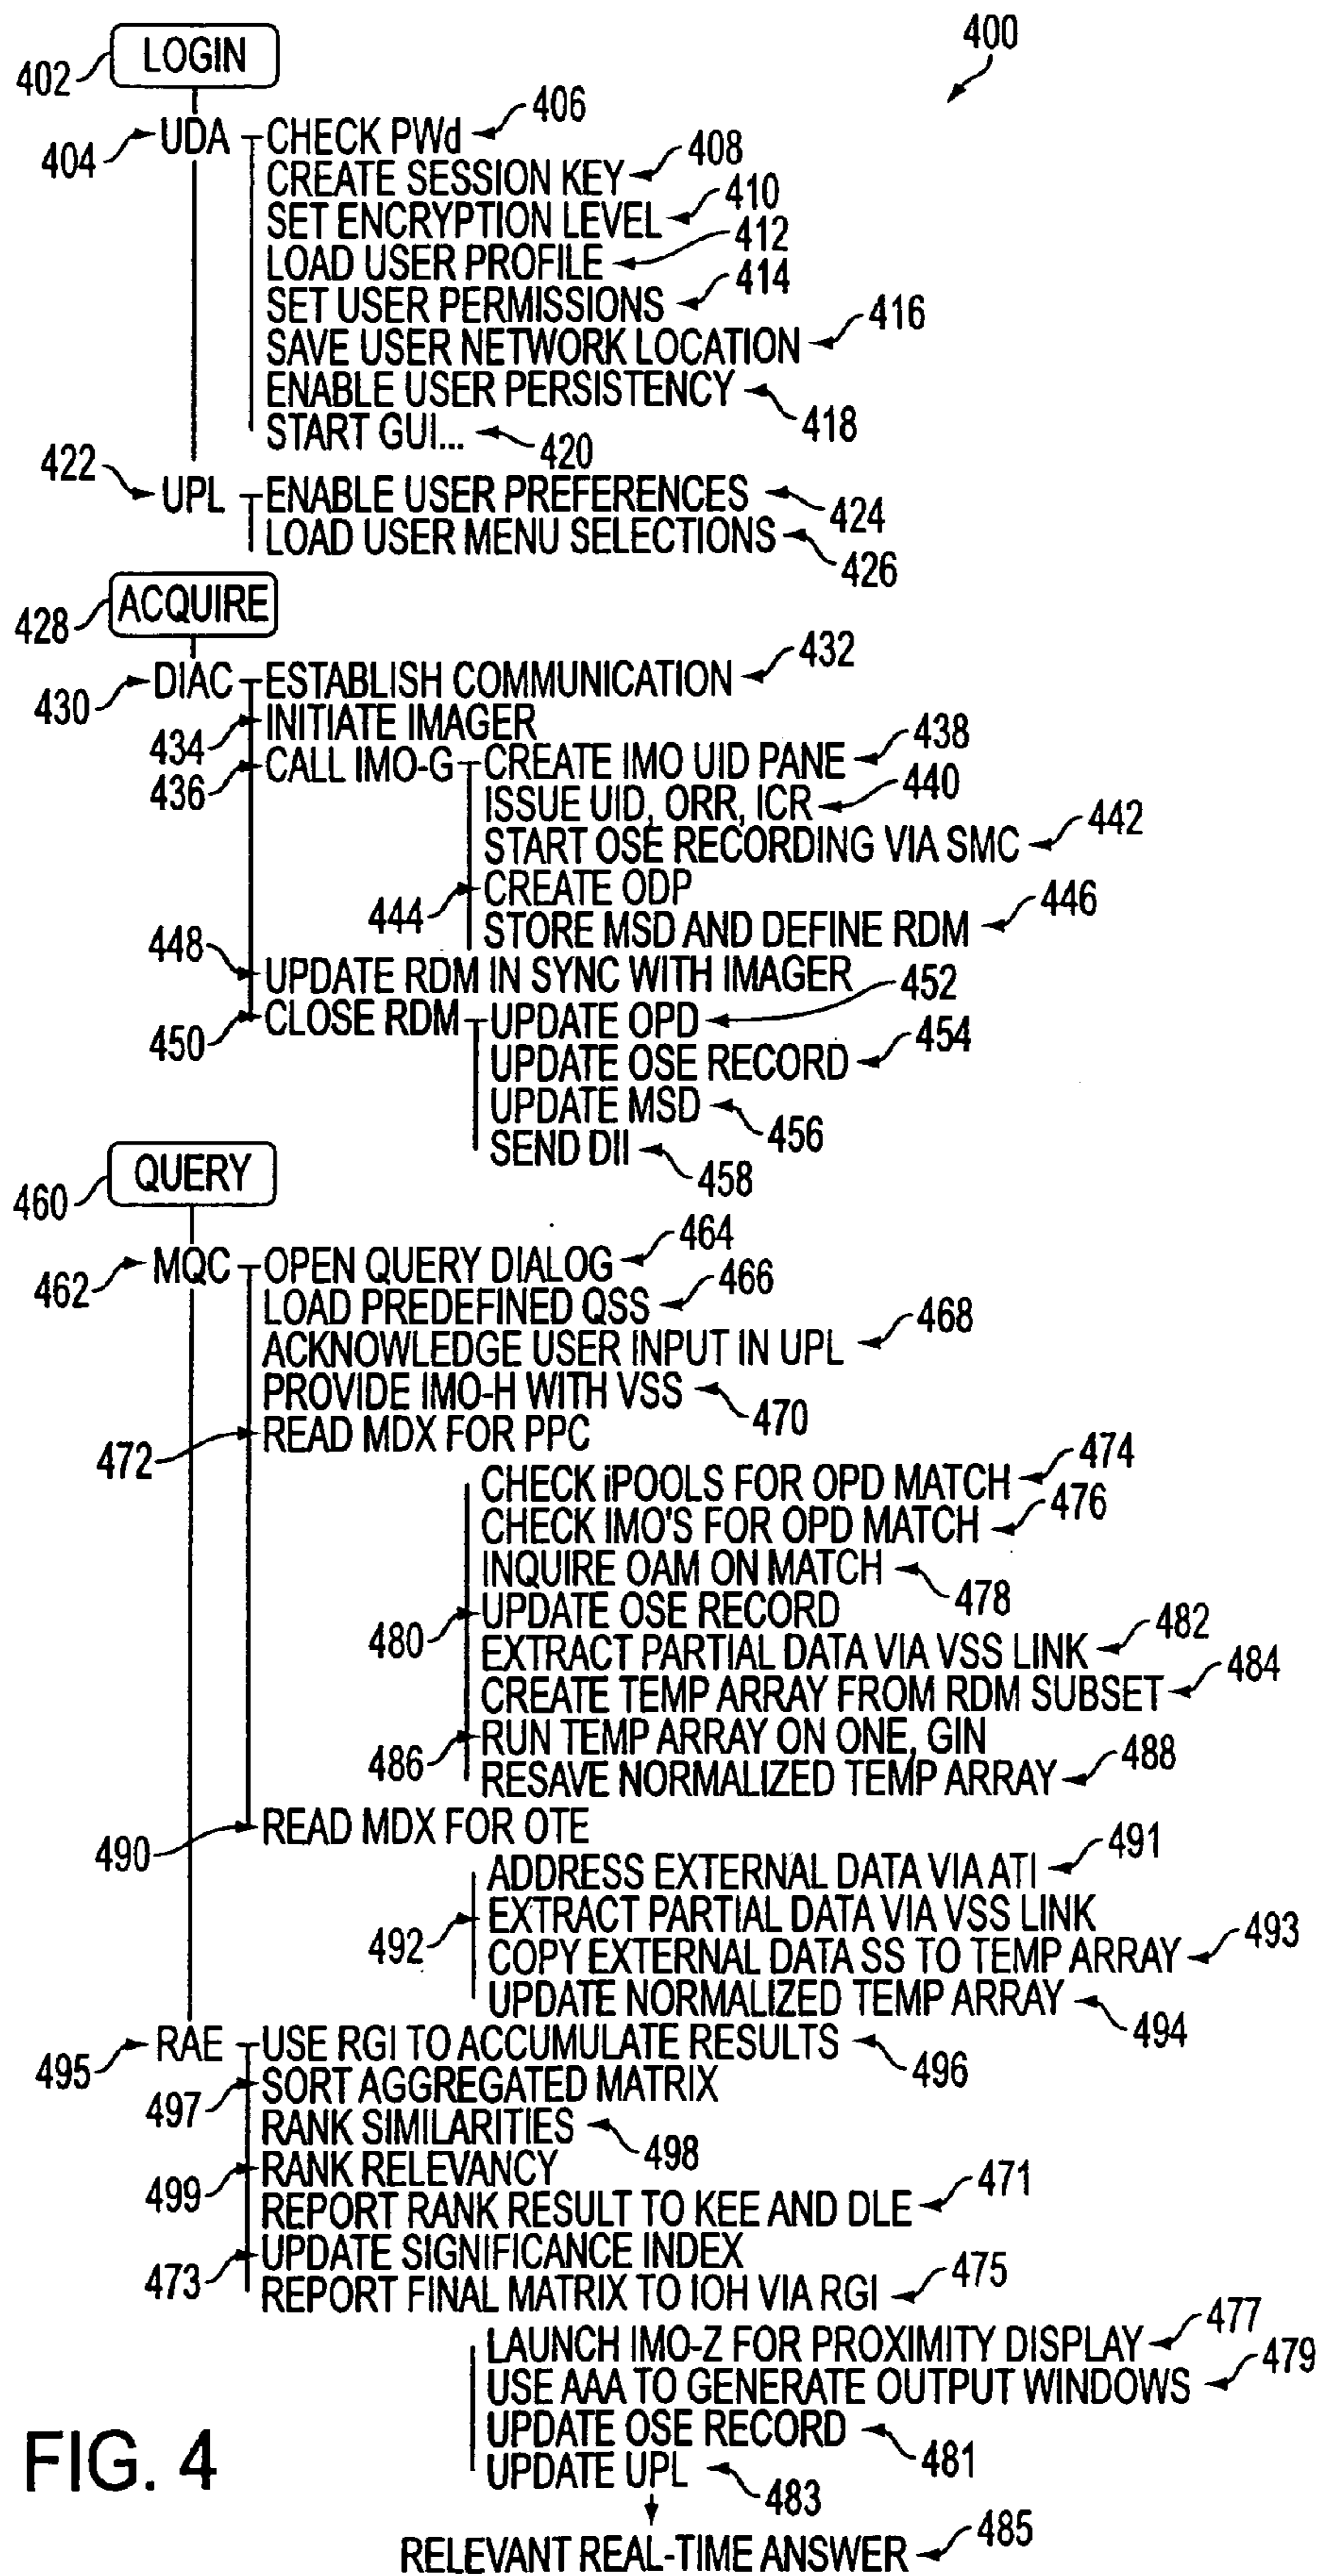 400
402 LOGIN
404 UDA CHECK PWd 406
CREATE SESSION KEY 408
SET ENCRYPTION LEVEL 410
LOAD USER PROFILE 412
SET USER PERMISSIONS 414
SAVE USER NETWORK LOCATION 416
ENABLE USER PERSISTENCY 418
START GUI... 420
422 UPL ENABLE USER PREFERENCES 424
LOAD USER MENU SELECTIONS 426
428 ACQUIRE
430 DIAC ESTABLISH COMMUNICATION 432
434 INITIATE IMAGER
436 CALL IMO-G CREATE IMO UID PANE 438
ISSUE UID, ORR, ICR 440
START OSE RECORDING VIA SMC 442
444 CREATE ODP
STORE MSD AND DEFINE RDM 446
448 UPDATE RDM IN SYNC WITH IMAGER
450 CLOSE RDM UPDATE OPD 452
UPDATE OSE RECORD 454
UPDATE MSD 456
SEND DII 458
460 QUERY
462 MQC OPEN QUERY DIALOG 464
LOAD PREDEFINED QSS 466
ACKNOWLEDGE USER INPUT IN UPL 468
PROVIDE IMO-H WITH VSS 470
472 READ MDX FOR PPC
CHECK iPOOLS FOR OPD MATCH 474
CHECK IMO'S FOR OPD MATCH 476
INQUIRE OAM ON MATCH 478
480 UPDATE OSE RECORD
EXTRACT PARTIAL DATA VIA VSS LINK 482
CREATE TEMP ARRAY FROM RDM SUBSET 484
486 RUN TEMP ARRAY ON ONE, GIN
RESAVE NORMALIZED TEMP ARRAY 488
490 READ MDX FOR OTE
ADDRESS EXTERNAL DATA VIA ATI 491
492 EXTRACT PARTIAL DATA VIA VSS LINK
COPY EXTERNAL DATA SS TO TEMP ARRAY 493
UPDATE NORMALIZED TEMP ARRAY 494
495 RAE USE RGI TO ACCUMULATE RESULTS 496
497 SORT AGGREGATED MATRIX
RANK SIMILARITIES 498
499 RANK RELEVANCY
REPORT RANK RESULT TO KEE AND DLE 471
473 UPDATE SIGNIFICANCE INDEX
REPORT FINAL MATRIX TO IOH VIA RGI 475
LAUNCH IMO-Z FOR PROXIMITY DISPLAY 477
USE AAA TO GENERATE OUTPUT WINDOWS 479
UPDATE OSE RECORD 481
UPDATE UPL 483
RELEVANT REAL-TIME ANSWER 485
FIG. 4